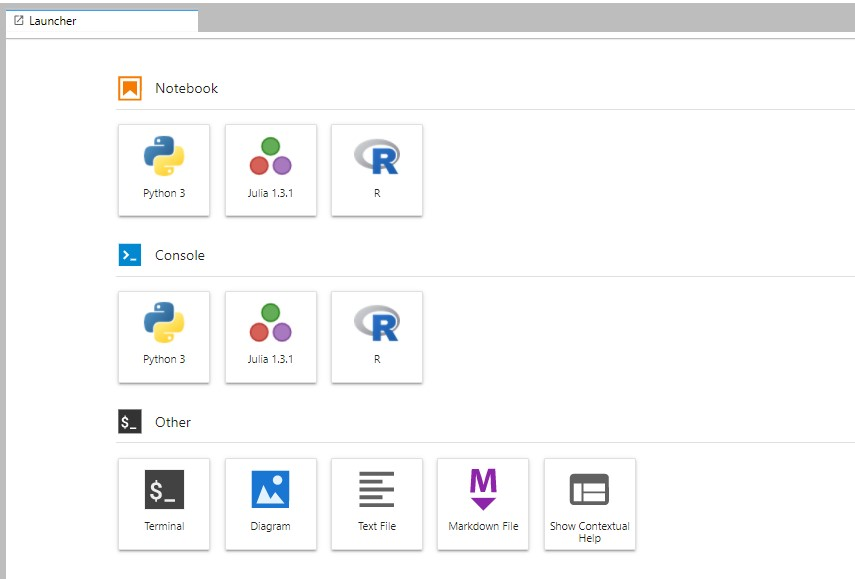 Launcher
Notebook
Python 3
Julia 1.3.1
R
R
Console
Python 3
Julia 1.3.1
R
R
$_
Other
$_
M
Terminal
Diagram
Text File
Markdown File
Show Contextual
Help